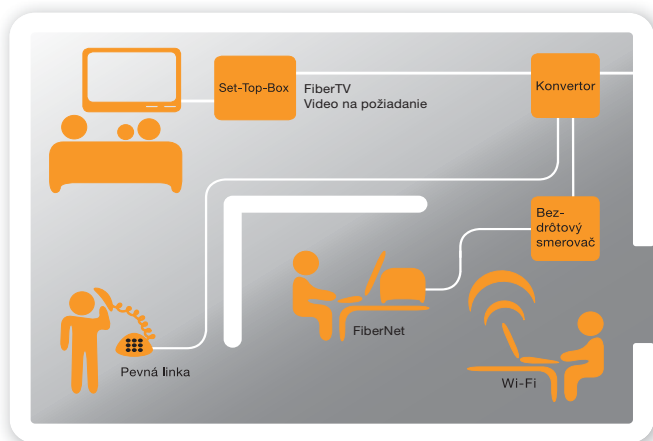 Set-Top-Box
FiberTV
Video na požiadanie
Konvertor
Bez-
drôtový
smerovač
FiberNet
Pevná linka
Wi-Fi